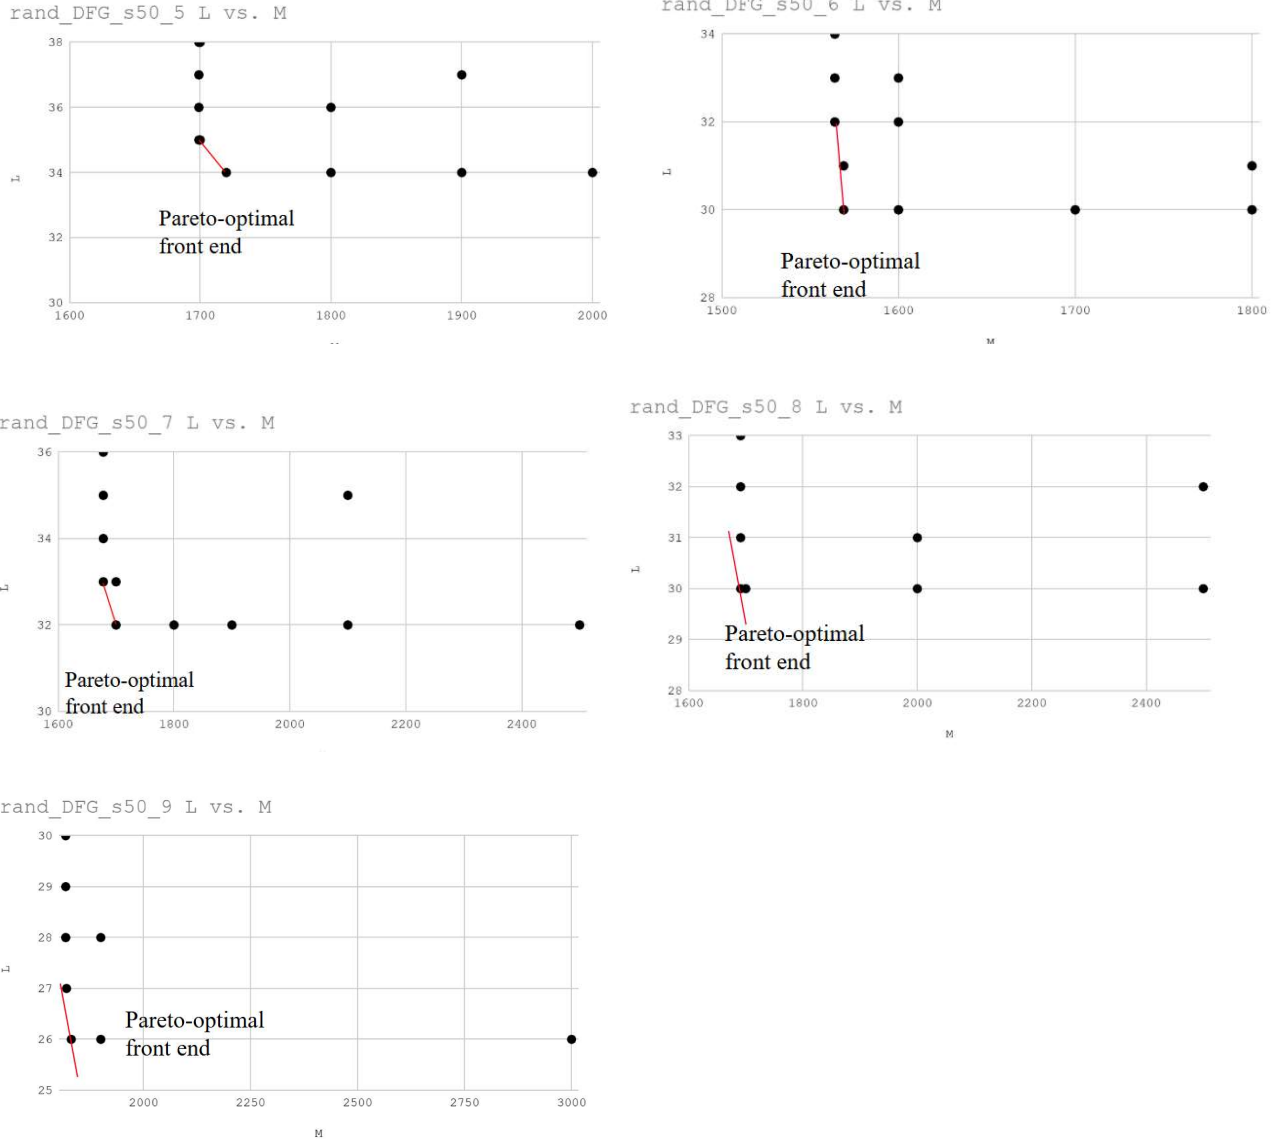 rand_DFG_s50_5 L vs. M
38
36
34
32
30
L
1600 1700 1800 1900 2000
Pareto-optimal
front end
rand_DFG_s50_6 L vs. M
34
32
30
28
L
1500 1600 1700 1800
M
Pareto-optimal
front end
rand_DFG_s50_7 L vs. M
36
34
32
30
L
1600 1800 2000 2200 2400
Pareto-optimal
front end
rand_DFG_s50_8 L vs. M
33
32
31
30
29
28
L
1600 1800 2000 2200 2400
M
Pareto-optimal
front end
rand_DFG_s50_9 L vs. M
30
29
28
27
26
25
L
2000 2250 2500 2750 3000
M
Pareto-optimal
front end